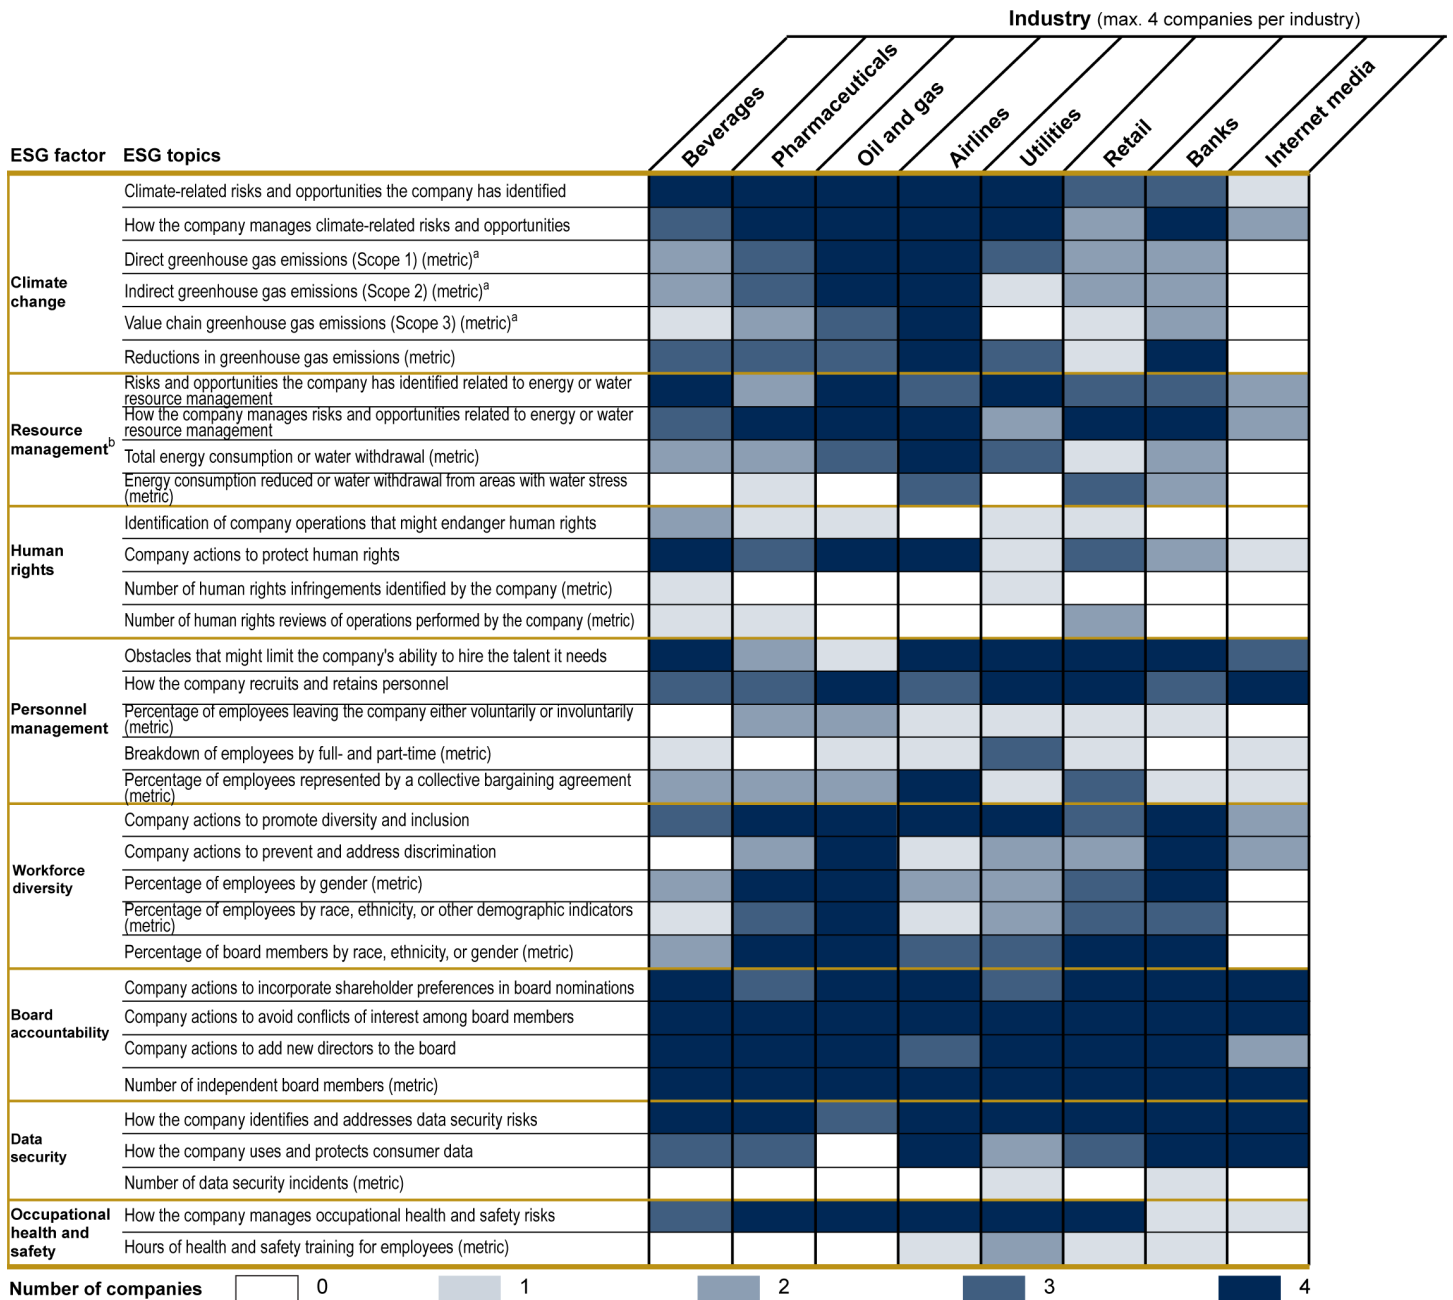 Industry (max. 4 companies per industry)
Beverages
Pharmaceuticals
Oil and gas
Airlines
Utilities
Retail
Banks
Internet media
ESG factor ESG topics
Climate
change
Climate-related risks and opportunities the company has identified
How the company manages climate-related risks and opportunities
Direct greenhouse gas emissions (Scope 1) (metric)a
Indirect greenhouse gas emissions (Scope 2) (metric)a
Value chain greenhouse gas emissions (Scope 3) (metric)a
Reductions in greenhouse gas emissions (metric)
Resource
managementb
Risks and opportunities the company has identified related to energy or water
resource management
How the company manages risks and opportunities related to energy or water
resource management
Total energy consumption or water withdrawal (metric)
Energy consumption reduced or water withdrawal from areas with water stress
(metric)
Human
rights
Identification of company operations that might endanger human rights
Company actions to protect human rights
Number of human rights infringements identified by the company (metric)
Number of human rights reviews of operations performed by the company (metric)
Personnel
management
Obstacles that might limit the company's ability to hire the talent it needs
How the company recruits and retains personnel
Percentage of employees leaving the company either voluntarily or involuntarily
(metric)
Breakdown of employees by full- and part-time (metric)
Percentage of employees represented by a collective bargaining agreement
(metric)
Workforce
diversity
Company actions to promote diversity and inclusion
Company actions to prevent and address discrimination
Percentage of employees by gender (metric)
Percentage of employees by race, ethnicity, or other demographic indicators
(metric)
Percentage of board members by race, ethnicity, or gender (metric)
Board
accountability
Company actions to incorporate shareholder preferences in board nominations
Company actions to avoid conflicts of interest among board members
Company actions to add new directors to the board
Number of independent board members (metric)
Data
security
How the company identifies and addresses data security risks
How the company uses and protects consumer data
Number of data security incidents (metric)
Occupational
health and
safety
How the company manages occupational health and safety risks
Hours of health and safety training for employees (metric)
Number of companies 0 1 2 3 4